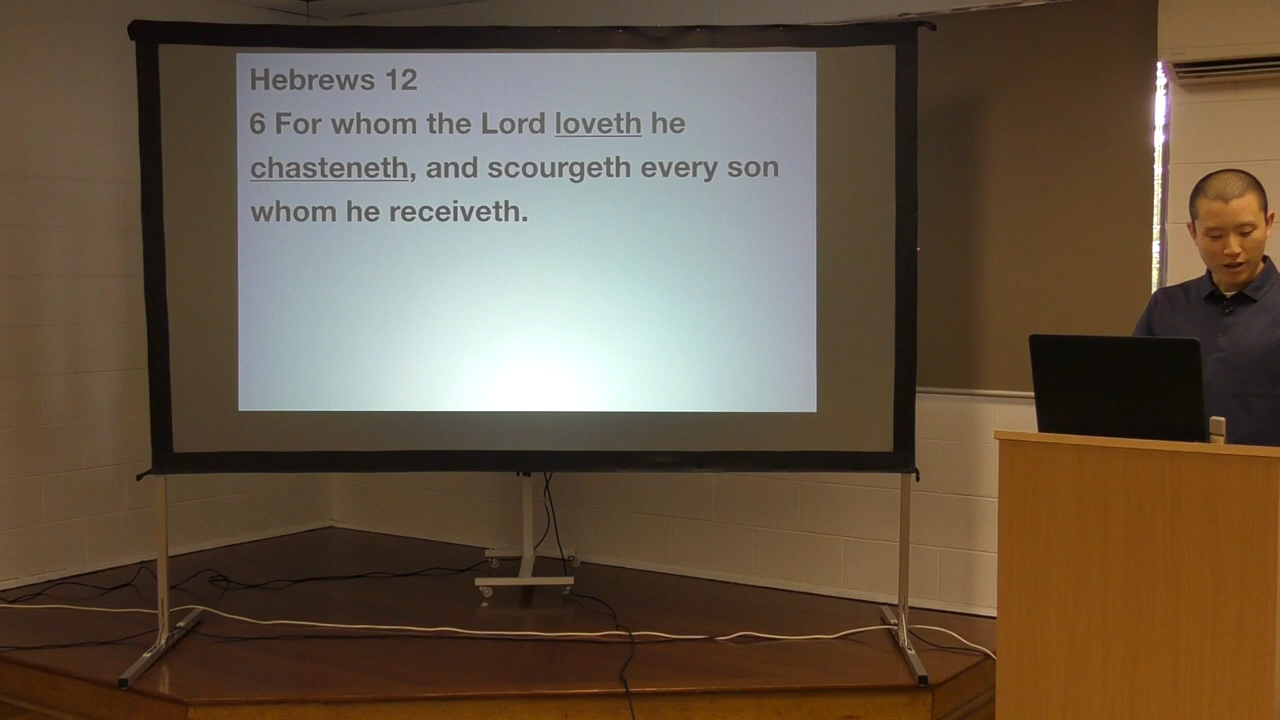 Hebrews 12
6 For whom the Lord loveth he
chasteneth, and scourgeth every son
whom he receiveth.